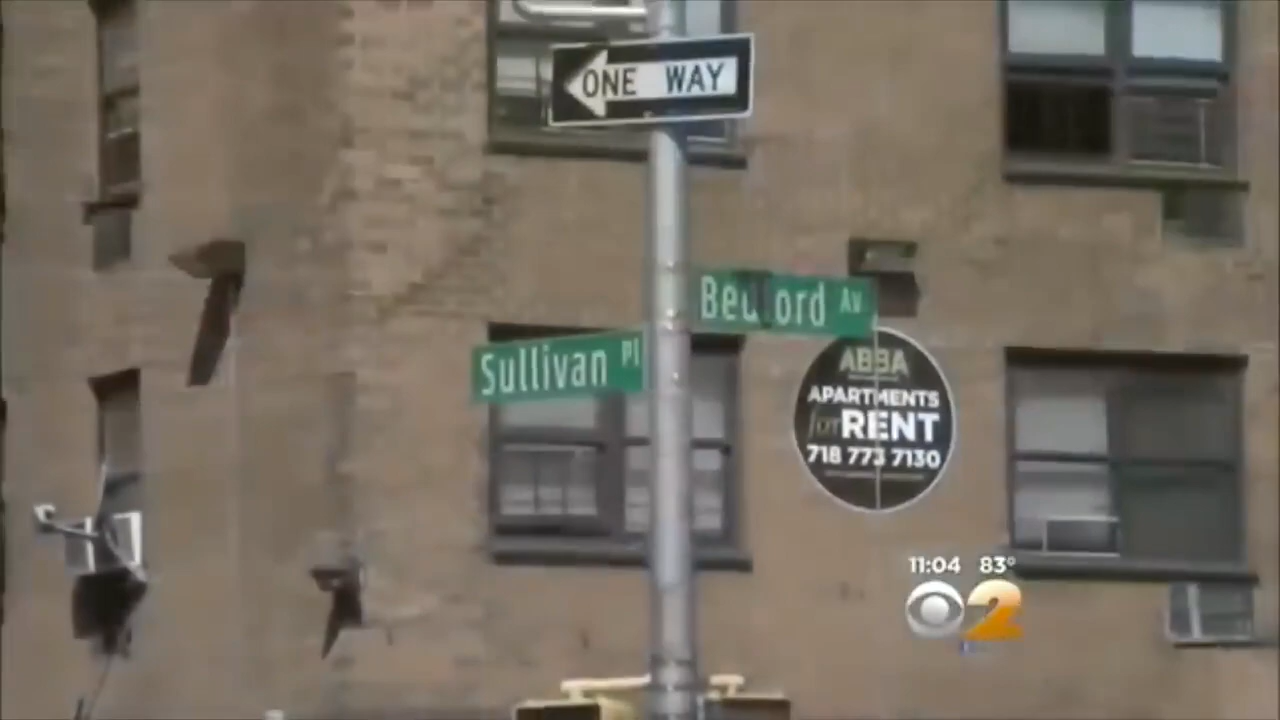 ONE WAY
Bedford Av
Sullivan Pl
ABBA
APARTMENTS
for RENT
718 773 7130
11:04 83°
2